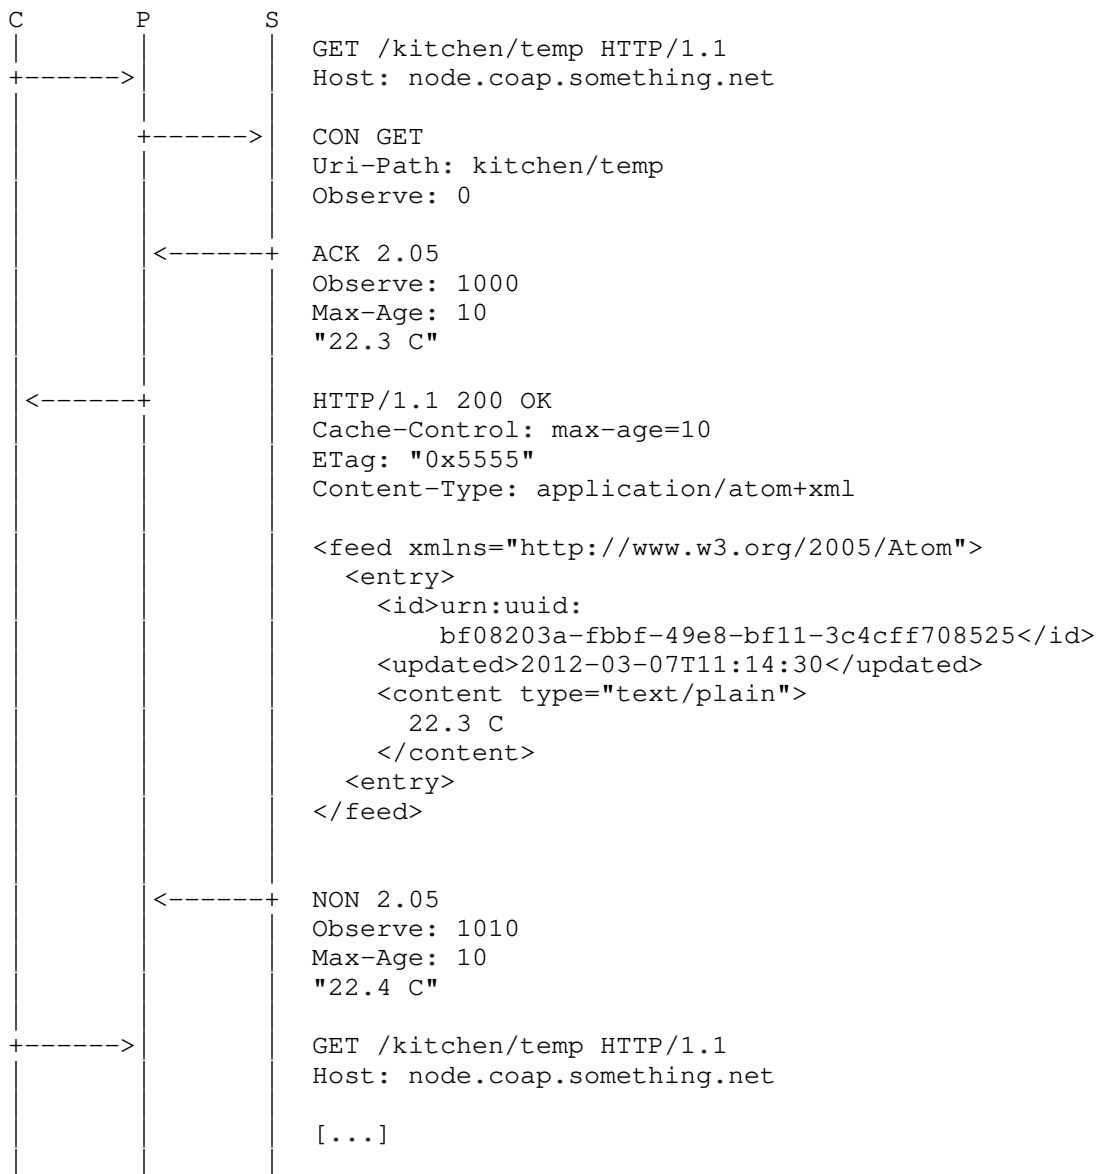 C P S
GET /kitchen/temp HTTP/1.1
Host: node.coap.something.net
CON GET
Uri-Path: kitchen/temp
Observe: 0
ACK 2.05
Observe: 1000
Max-Age: 10
"22.3 C"
HTTP/1.1 200 OK
Cache-Control: max-age=10
ETag: "0x5555"
Content-Type: application/atom+xml
<feed xmlns="http://www.w3.org/2005/Atom">
<entry>
<id>urn:uuid:
bf08203a-fbbf-49e8-bf11-3c4cff708525</id>
<updated>2012-03-07T11:14:30</updated>
<content type="text/plain">
22.3 C
</content>
<entry>
</feed>
NON 2.05
Observe: 1010
Max-Age: 10
"22.4 C"
GET /kitchen/temp HTTP/1.1
Host: node.coap.something.net
[...]